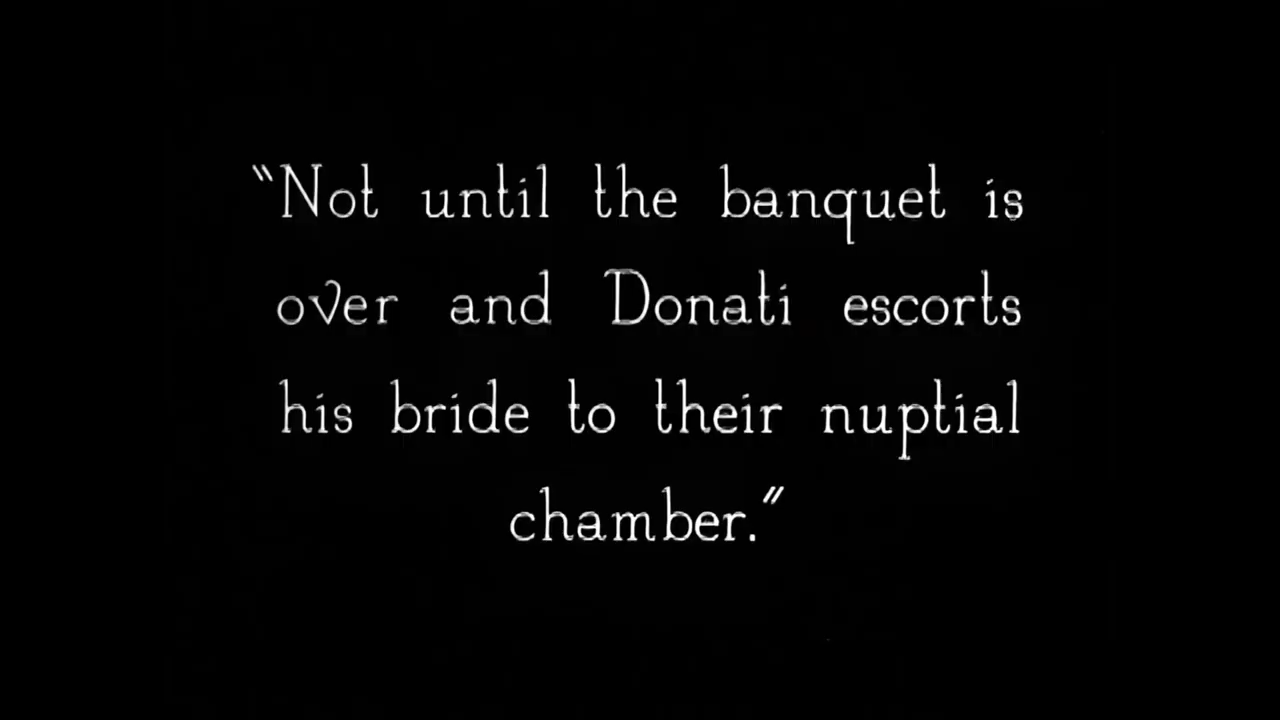 “Not until the banquet is
over and Donati escorts
his bride to their nuptial
chamber.”